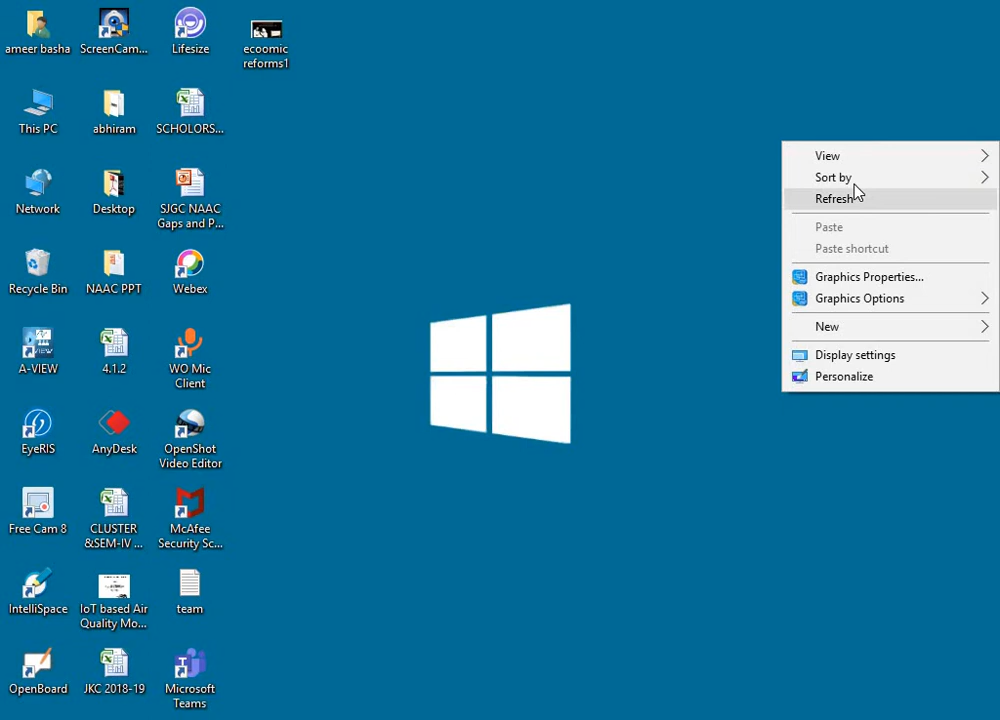 ameer basha
ScreenCam...
Lifesize
ecoomic
reforms1
This PC
abhiram
SCHOLORS...
Network
Desktop
SJGC NAAC
Gaps and P...
Recycle Bin
NAAC PPT
Webex
A-VIEW
4.1.2
WO Mic
Client
EyeRIS
AnyDesk
OpenShot
Video Editor
Free Cam 8
CLUSTER
&SEM-IV ...
McAfee
Security Sc...
IntelliSpace
IoT based Air
Quality Mo...
team
OpenBoard
JKC 2018-19
Microsoft
Teams
View
Sort by
Refresh
Paste
Paste shortcut
Graphics Properties...
Graphics Options
New
Display settings
Personalize